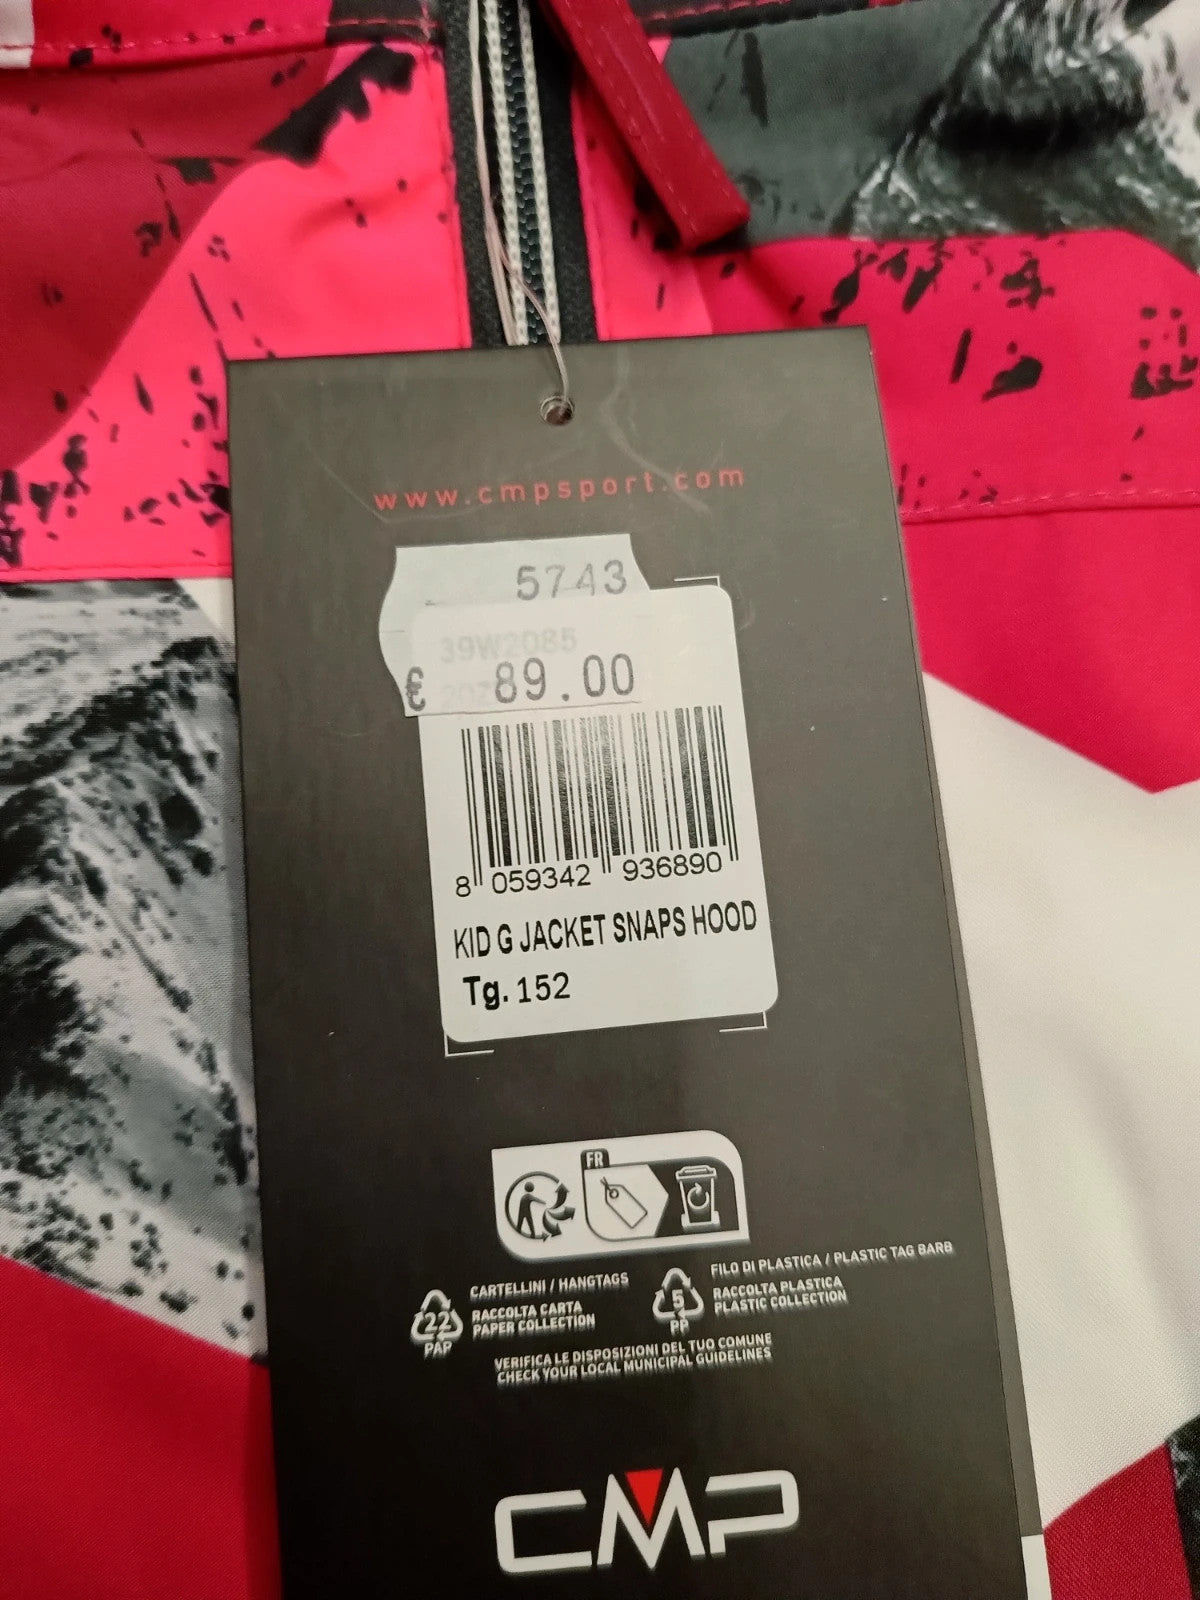 www.cmpsport.com
5743
39W2085
€ 89.00
8 059342 936890
KID G JACKET SNAPS HOOD
Tg. 152
FR
CARTELLINI / HANGTAGS
RACCOLTA CARTA
PAPER COLLECTION
22
PAP
FILO DI PLASTICA / PLASTIC TAG BARB
RACCOLTA PLASTICA
PLASTIC COLLECTION
5
PP
VERIFICA LE DISPOSIZIONI DEL TUO COMUNE
CHECK YOUR LOCAL MUNICIPAL GUIDELINES
CMP